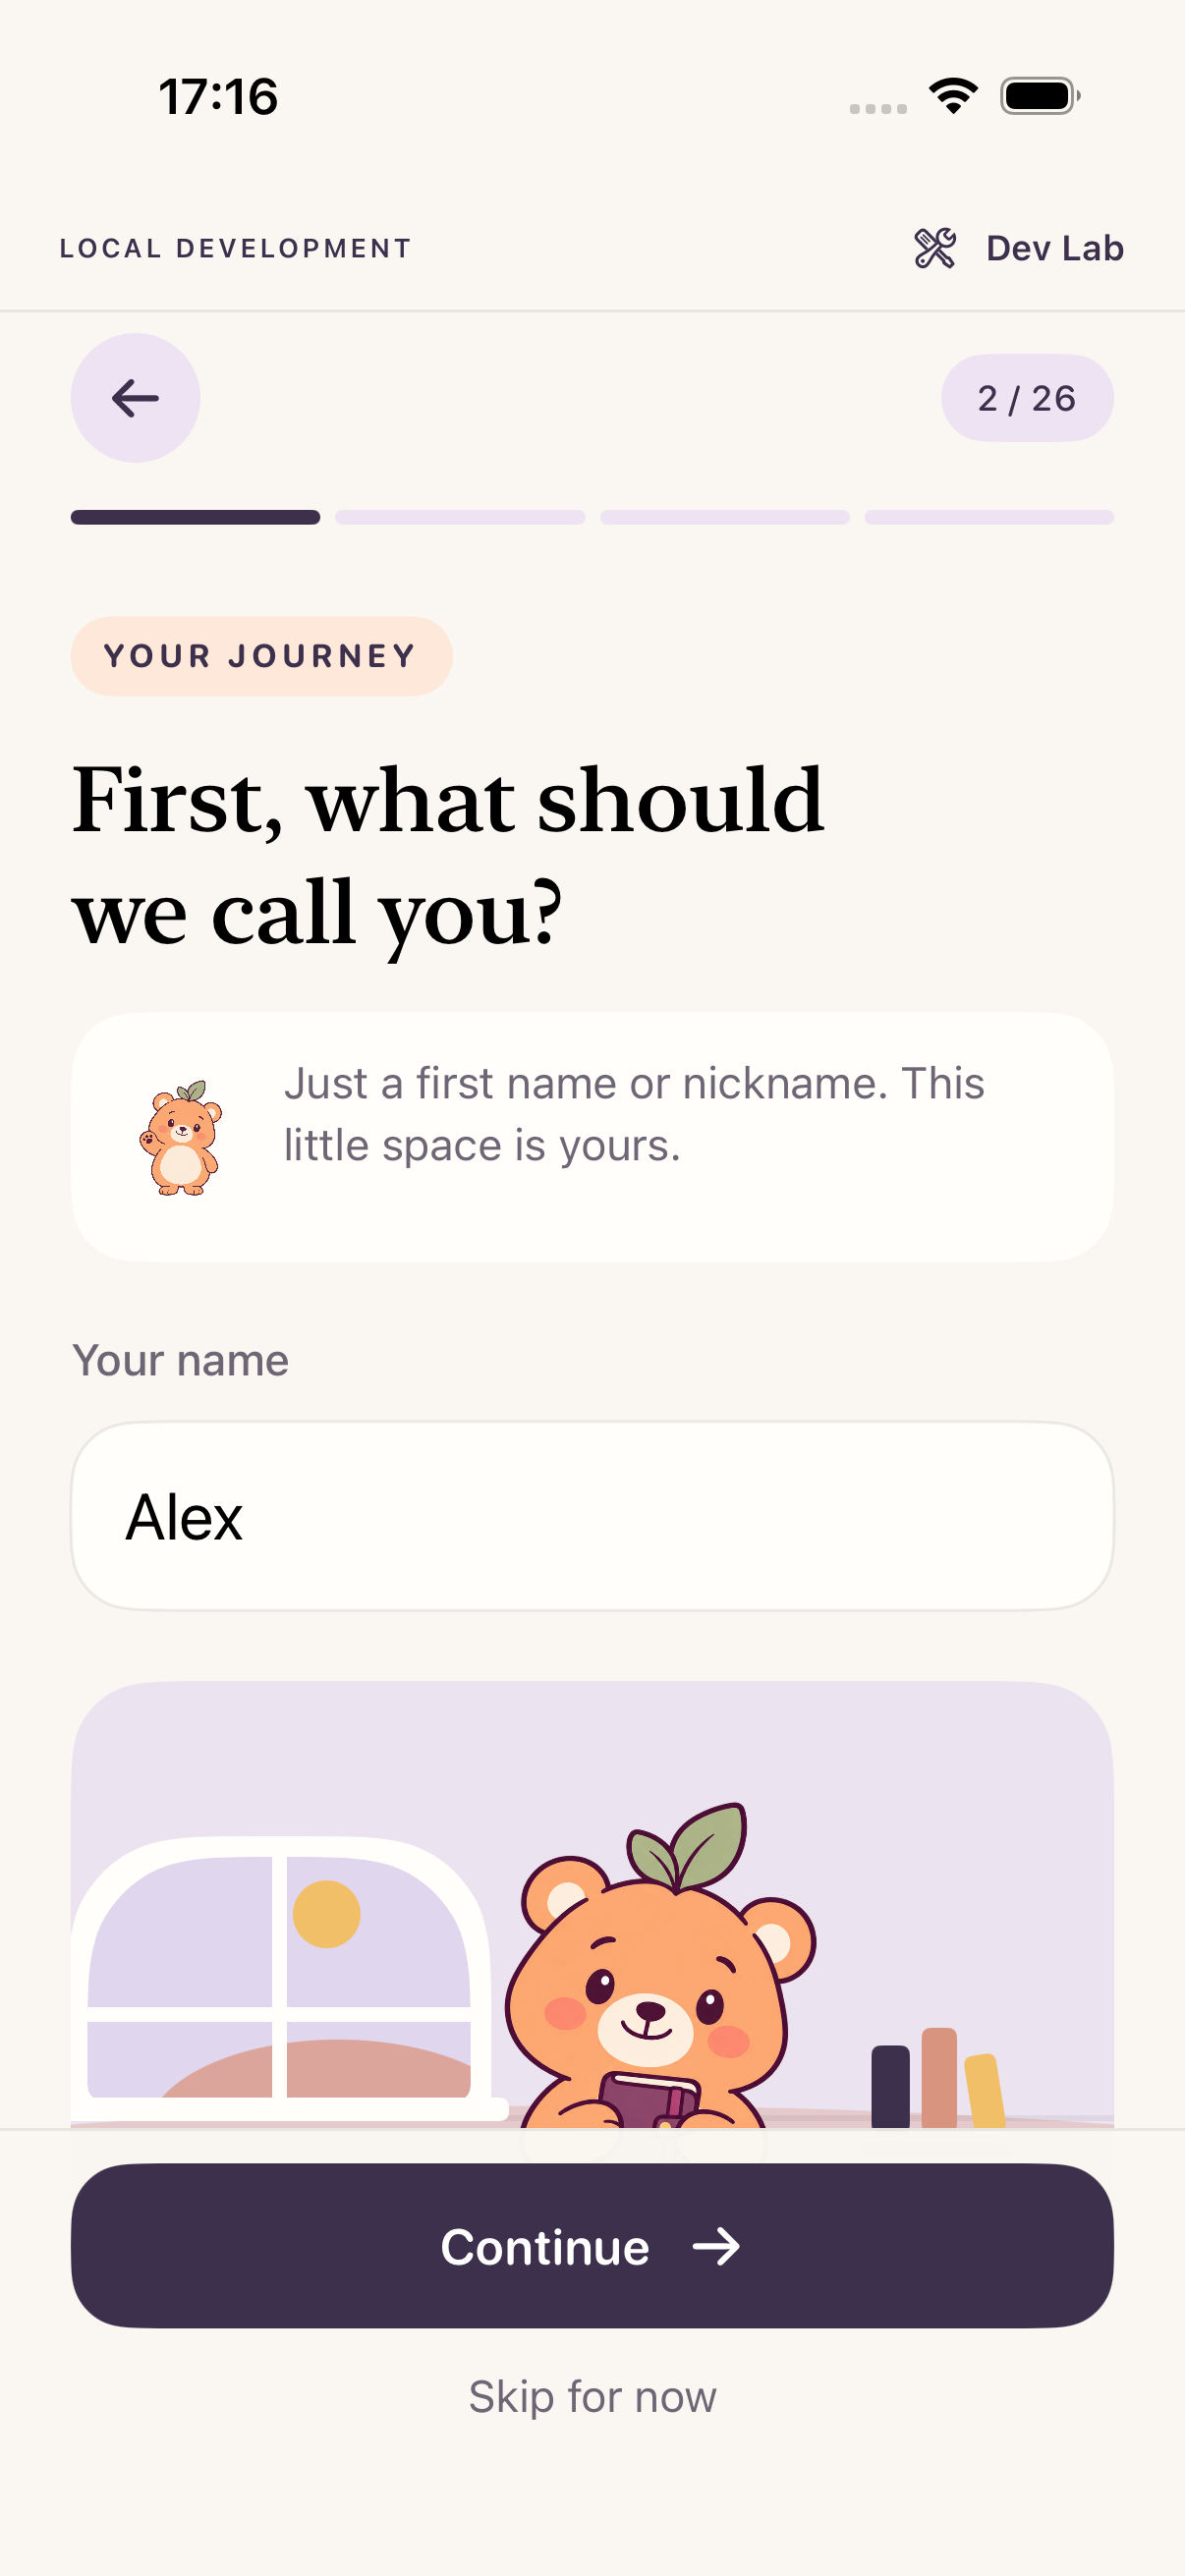 17:16
LOCAL DEVELOPMENT
Dev Lab
2 / 26
YOUR JOURNEY
First, what should
we call you?
Just a first name or nickname. This
little space is yours.
Your name
Alex
Continue
Skip for now